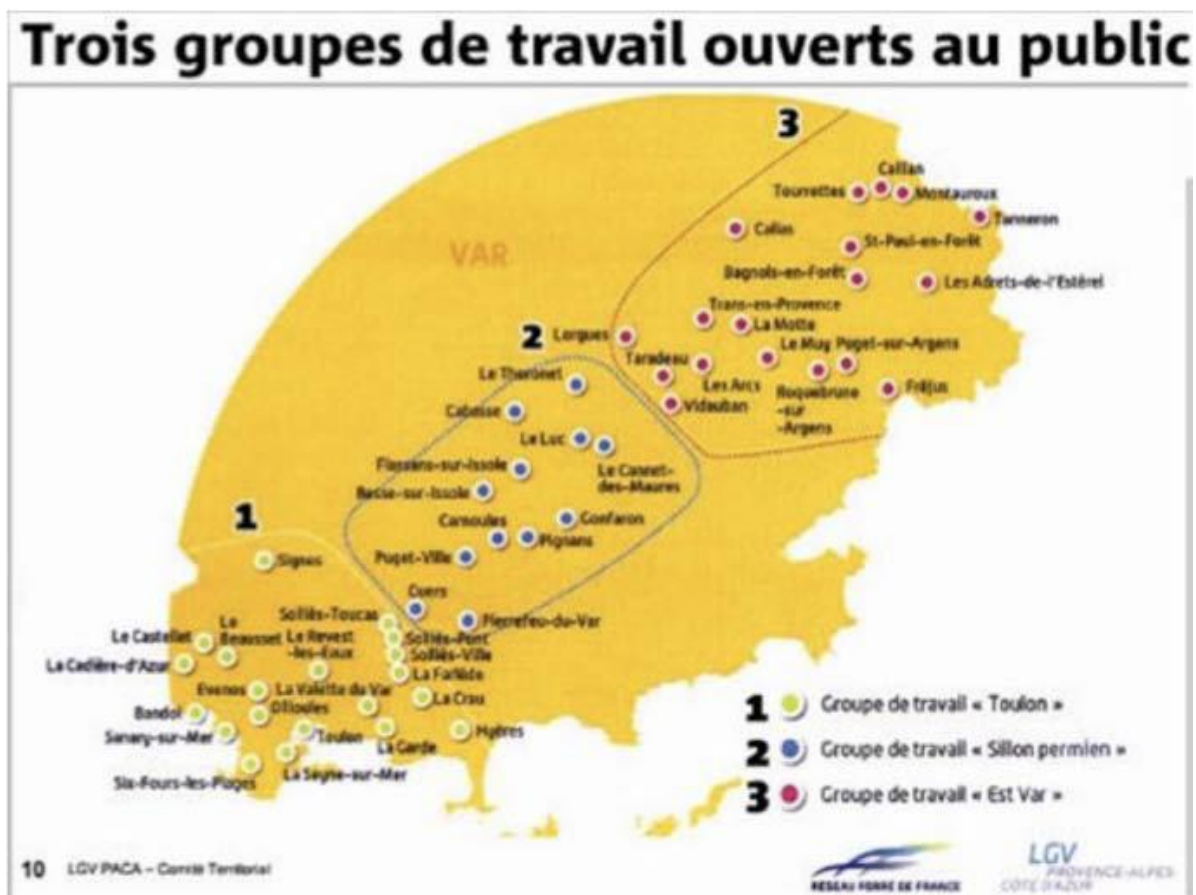 Trois groupes de travail ouverts au public
3
Callian
Tourrettes
Montauroux
Tanneron
Callas
St-Paul-en-Forêt
VAR
Bagnols-en-Forêt
Les Adrets-de-l'Estérel
Trans-en-Provence
La Motte
2
Lorgues
Le Muy
Puget-sur-Argens
Taradeau
Le Thoronet
Les Arcs
Roquebrune
-sur
-Argens
Fréjus
Vidauban
Cabasse
Le Luc
Le Cannet-
des-Maures
Flassans-sur-Issole
Besse-sur-Issole
1
Carnoules
Gonfaron
Pignans
Signes
Puget-Ville
Cuers
Pierrefeu-du-Var
Solliès-Toucas
Le
Beausset
Le Castellet
Le Revest
-les-Eaux
Solliès-Pont
Solliès-Ville
La Cadière-d'Azur
La Farlède
Evenos
La Valette du Var
La Crau
Bandol
Ollioules
Sanary-sur-Mer
Toulon
La Garde
Hyères
Six-Fours-les-Plages
La Seyne-sur-Mer
1 Groupe de travail « Toulon »
2 Groupe de travail « Sillon permien »
3 Groupe de travail « Est Var »
10 LGV PACA – Comité Territorial
RESEAU FERRE DE FRANCE
LGV
PROVENCE-ALPES
CÔTE D'AZUR